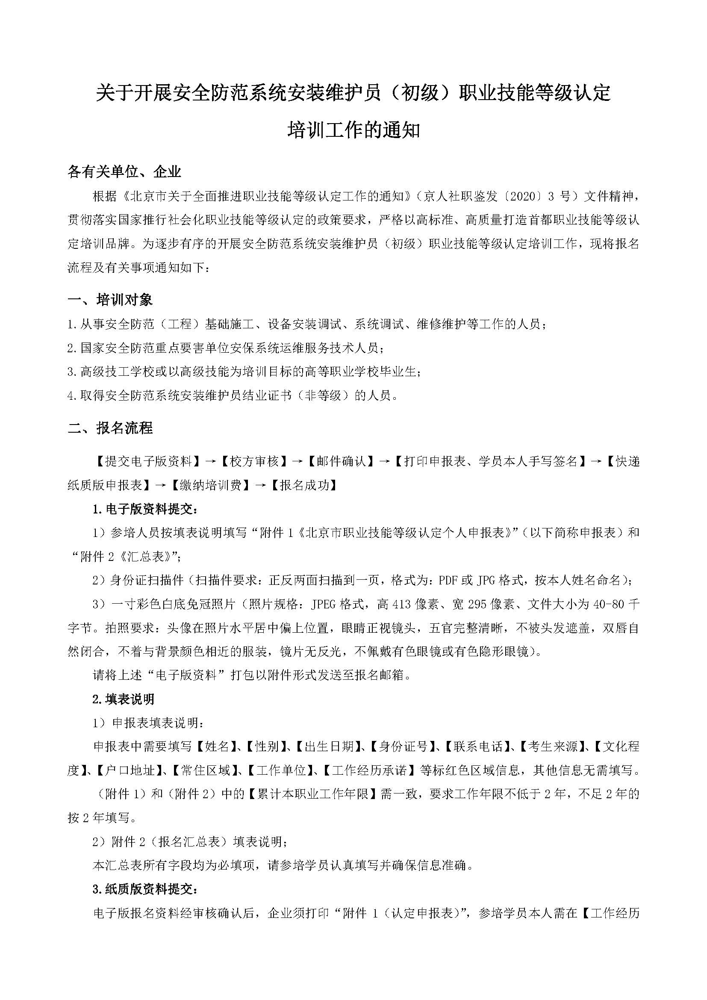 关于开展安全防范系统安装维护员（初级）职业技能等级认定
培训工作的通知
各有关单位、企业
根据《北京市关于全面推进职业技能等级认定工作的通知》（京人社职鉴发〔2020〕3 号）文件精神，
贯彻落实国家推行社会化职业技能等级认定的政策要求，严格以高标准、高质量打造首都职业技能等级认
定培训品牌。为逐步有序的开展安全防范系统安装维护员（初级）职业技能等级认定培训工作，现将报名
流程及有关事项通知如下：
一、培训对象
1.从事安全防范（工程）基础施工、设备安装调试、系统调试、维修维护等工作的人员；
2.国家安全防范重点要害单位安保系统运维服务技术人员；
3.高级技工学校或以高级技能为培训目标的高等职业学校毕业生；
4.取得安全防范系统安装维护员结业证书（非等级）的人员。
二、报名流程
【提交电子版资料】→【校方审核】→【邮件确认】→【打印申报表、学员本人手写签名】→【快递
纸质版申报表】→【缴纳培训费】→【报名成功】
1.电子版资料提交：
1）参培人员按填表说明填写“附件 1《北京市职业技能等级认定个人申报表》”（以下简称申报表）和
“附件 2《汇总表》”；
2）身份证扫描件（扫描件要求：正反两面扫描到一页，格式为：PDF 或 JPG 格式，按本人姓名命名）；
3）一寸彩色白底免冠照片（照片规格：JPEG 格式，高 413 像素、宽 295 像素、文件大小为 40-80 千
字节。拍照要求：头像在照片水平居中偏上位置，眼睛正视镜头，五官完整清晰，不被头发遮盖，双唇自
然闭合，不着与背景颜色相近的服装，镜片无反光，不佩戴有色眼镜或有色隐形眼镜）。
请将上述“电子版资料”打包以附件形式发送至报名邮箱。
2.填表说明
1）申报表填表说明：
申报表中需要填写【姓名】、【性别】、【出生日期】、【身份证号】、【联系电话】、【考生来源】、【文化程
度】、【户口地址】、【常住区域】、【工作单位】、【工作经历承诺】等标红色区域信息，其他信息无需填写。
（附件 1）和（附件 2）中的【累计本职业工作年限】需一致，要求工作年限不低于 2 年，不足 2 年的
按 2 年填写。
2）附件 2（报名汇总表）填表说明；
本汇总表所有字段均为必填项，请参培学员认真填写并确保信息准确。
3.纸质版资料提交：
电子版报名资料经审核确认后，企业须打印“附件 1（认定申报表）”，参培学员本人需在【工作经历